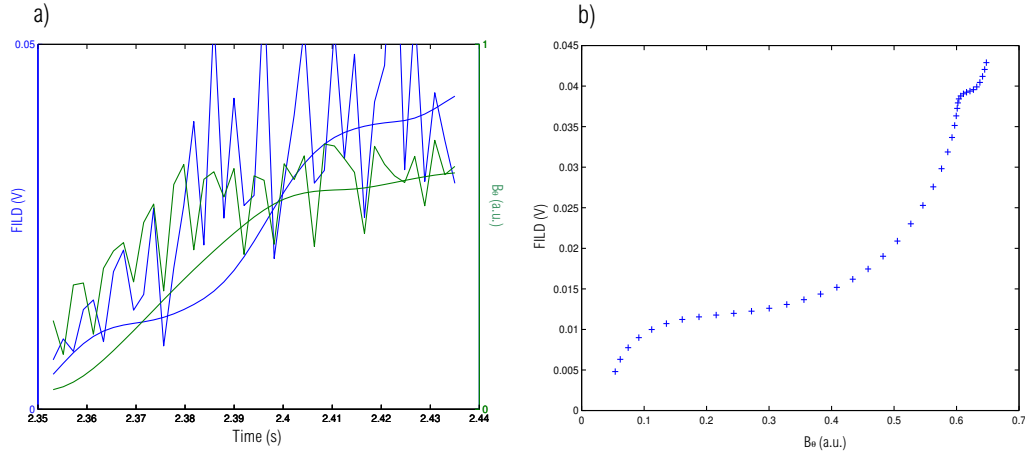 a)
0.05
1
FILD (V)
Bθ (a.u.)
0
0
2.35 2.36 2.37 2.38 2.39 2.4 2.41 2.42 2.43 2.44
Time (s)
b)
0.045
0.04
0.035
0.03
0.025
0.02
0.015
0.01
0.005
0
FILD (V)
0 0.1 0.2 0.3 0.4 0.5 0.6 0.7
Bθ (a.u.)